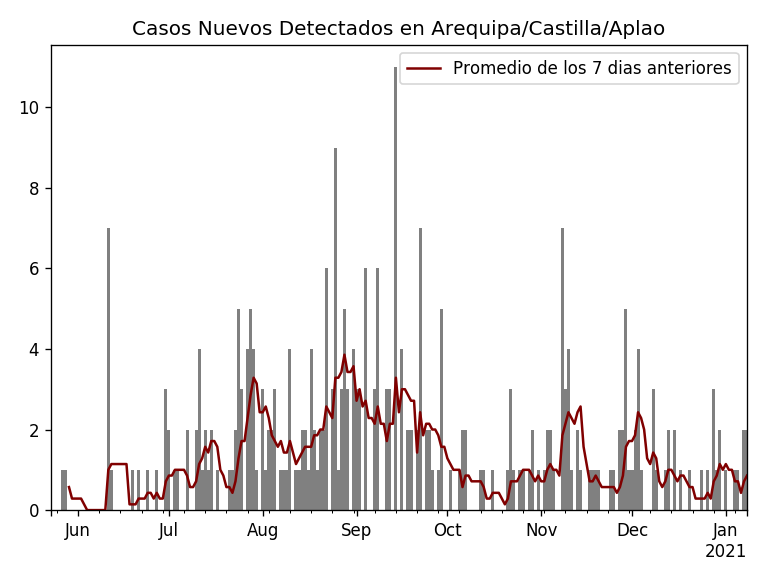 Casos Nuevos Detectados en Arequipa/Castilla/Aplao
Promedio de los 7 dias anteriores
10
8
6
4
2
0
Jun Jul Aug Sep Oct Nov Dec Jan
2021